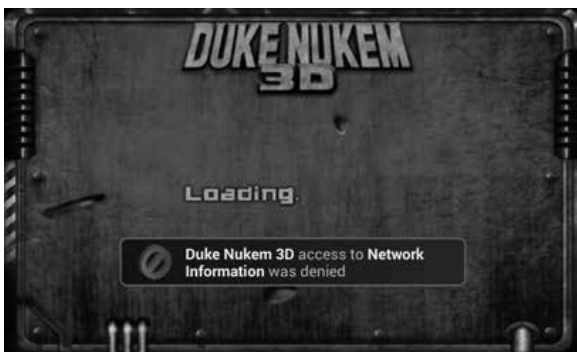 DUKE NUKEM
3D
Loading.
Duke Nukem 3D access to Network
Information was denied